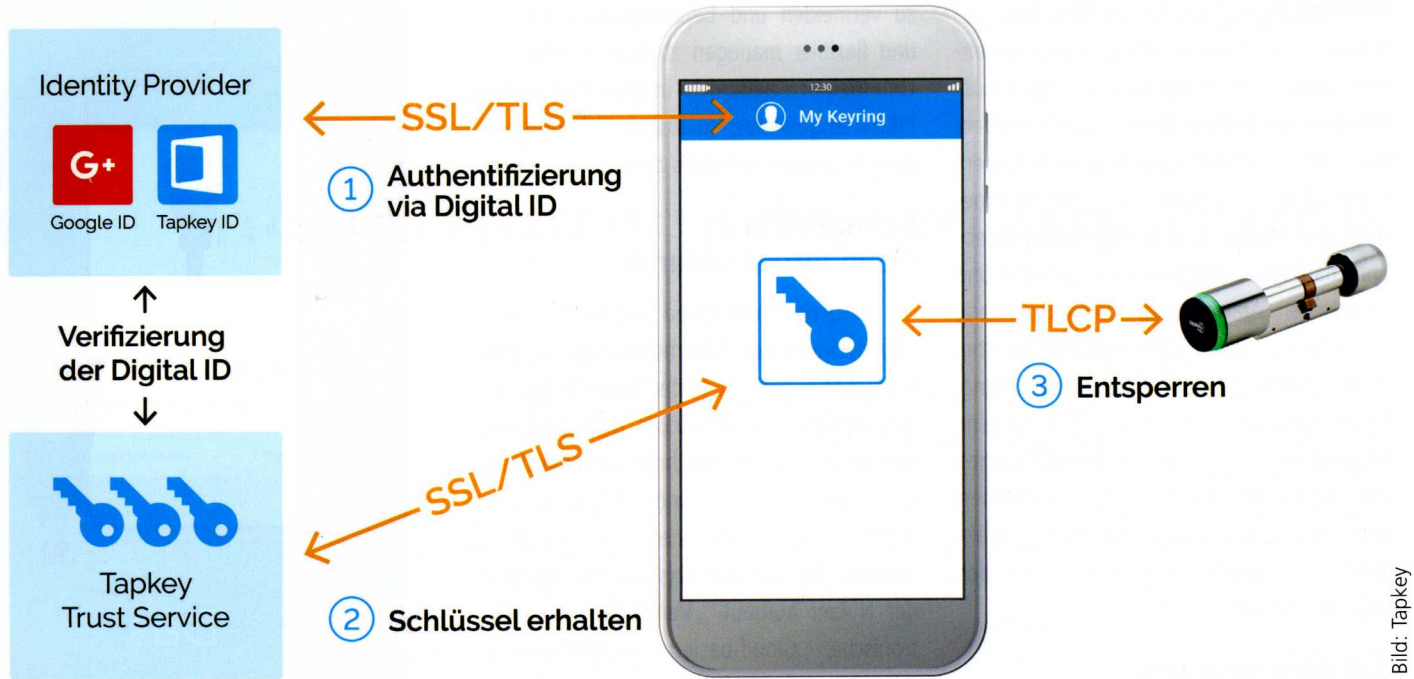 Identity Provider
G+
Google ID
Tapkey ID
Verifizierung
der Digital ID
Tapkey
Trust Service
SSL/TLS
1 Authentifizierung
via Digital ID
SSL/TLS
2 Schlüssel erhalten
12:30
My Keyring
TLCP
3 Entsperren
Bild: Tapkey